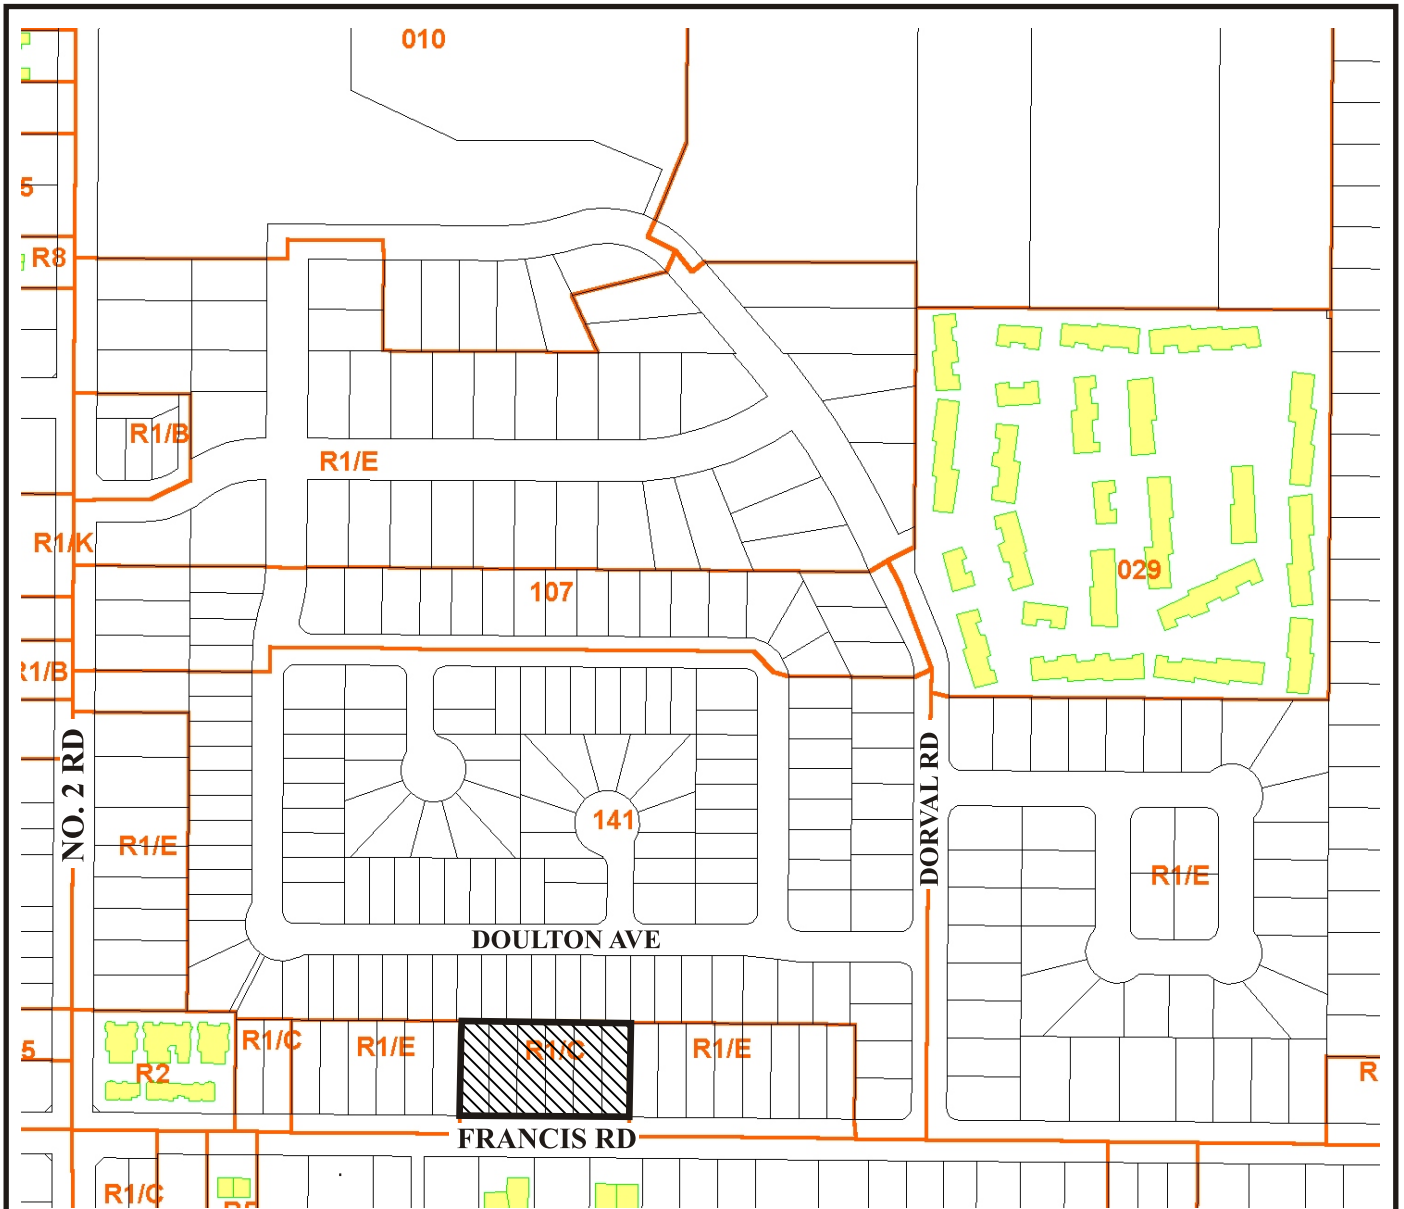 010
5
R8
R1/B
R1/E
R1/K
029
107
R1/B
NO. 2 RD
DORVAL RD
141
R1/E
R1/E
DOULTON AVE
5
R1/C
R1/E
R1/C
R1/E
R2
R
FRANCIS RD
R1/C